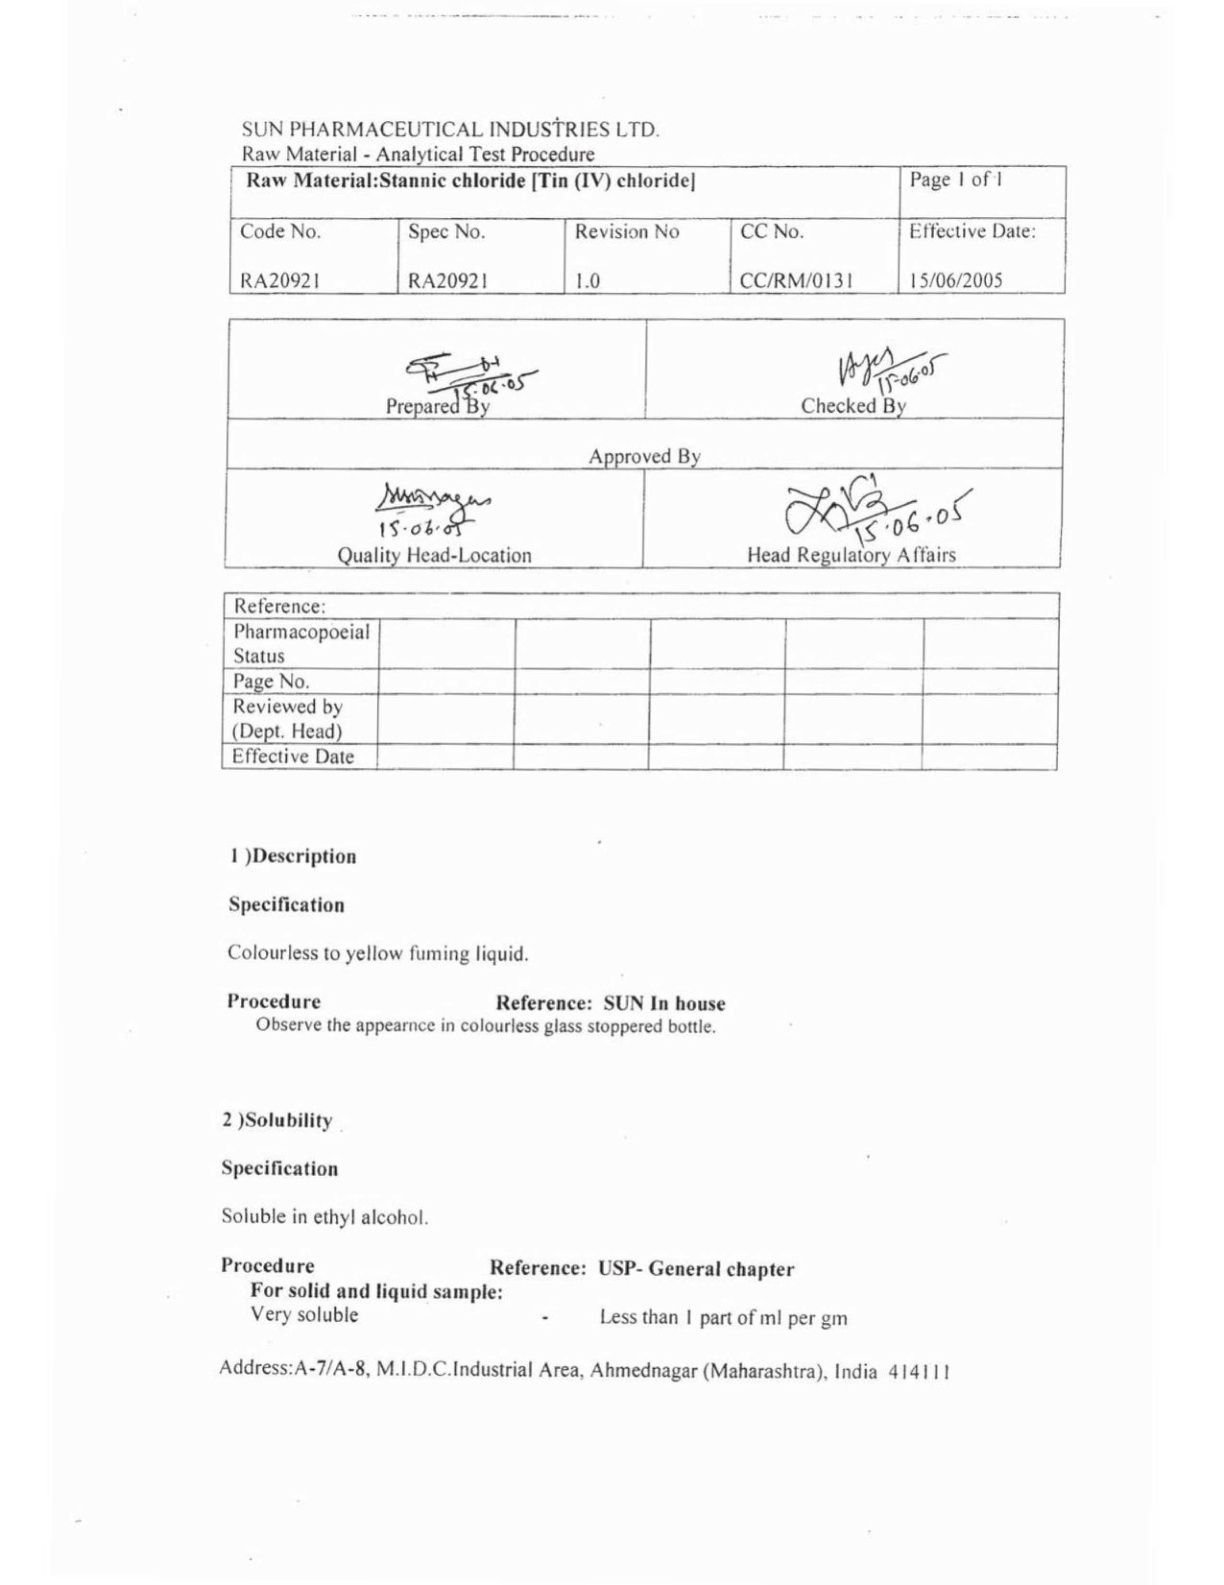 SUN PHARMACEUTICAL INDUSTRIES LTD.
Raw Material - Analytical Test Procedure
Raw Material:Stannic chloride [Tin (IV) chloride] Page 1 of 1
Code No. Spec No. Revision No CC No. Effective Date:
RA20921 RA20921 1.0 CC/RM/0131 15/06/2005
15.06.05 15-06-05
Prepared By Checked By
Approved By
15.06.05 15.06.05
Quality Head-Location Head Regulatory Affairs
Reference:
Pharmacopoeial
Status
Page No.
Reviewed by
(Dept. Head)
Effective Date
1 )Description
Specification
Colourless to yellow fuming liquid.
Procedure Reference: SUN In house
Observe the appearnce in colourless glass stoppered bottle.
2 )Solubility
Specification
Soluble in ethyl alcohol.
Procedure Reference: USP- General chapter
For solid and liquid sample:
Very soluble - Less than 1 part of ml per gm
Address:A-7/A-8, M.I.D.C.Industrial Area, Ahmednagar (Maharashtra), India 414111